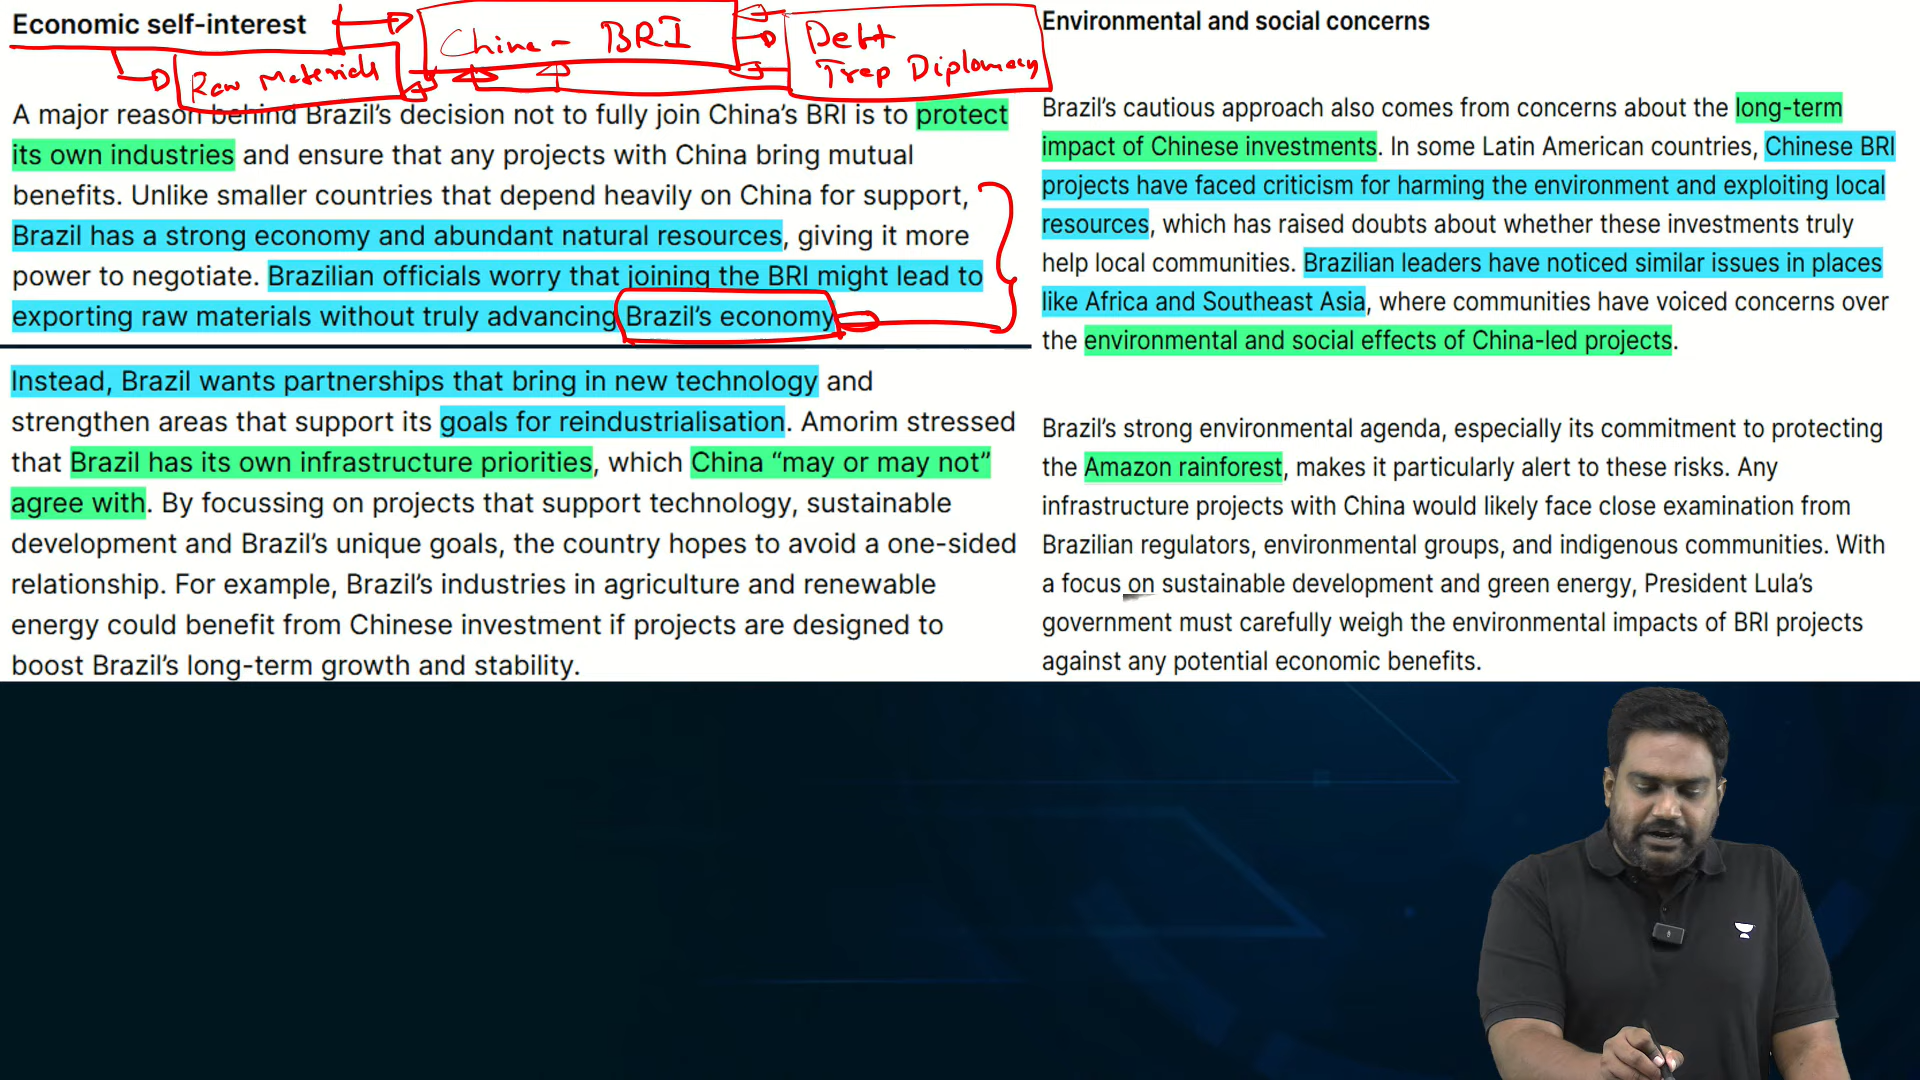 Economic self-interest
China - BRI
Debt
Trap Diplomacy
Raw Materials
A major reason behind Brazil’s decision not to fully join China’s BRI is to protect
its own industries and ensure that any projects with China bring mutual
benefits. Unlike smaller countries that depend heavily on China for support,
Brazil has a strong economy and abundant natural resources, giving it more
power to negotiate. Brazilian officials worry that joining the BRI might lead to
exporting raw materials without truly advancing Brazil’s economy
Instead, Brazil wants partnerships that bring in new technology and
strengthen areas that support its goals for reindustrialisation. Amorim stressed
that Brazil has its own infrastructure priorities, which China “may or may not”
agree with. By focussing on projects that support technology, sustainable
development and Brazil’s unique goals, the country hopes to avoid a one-sided
relationship. For example, Brazil’s industries in agriculture and renewable
energy could benefit from Chinese investment if projects are designed to
boost Brazil’s long-term growth and stability.
Environmental and social concerns
Brazil’s cautious approach also comes from concerns about the long-term
impact of Chinese investments. In some Latin American countries, Chinese BRI
projects have faced criticism for harming the environment and exploiting local
resources, which has raised doubts about whether these investments truly
help local communities. Brazilian leaders have noticed similar issues in places
like Africa and Southeast Asia, where communities have voiced concerns over
the environmental and social effects of China-led projects.
Brazil’s strong environmental agenda, especially its commitment to protecting
the Amazon rainforest, makes it particularly alert to these risks. Any
infrastructure projects with China would likely face close examination from
Brazilian regulators, environmental groups, and indigenous communities. With
a focus on sustainable development and green energy, President Lula’s
government must carefully weigh the environmental impacts of BRI projects
against any potential economic benefits.